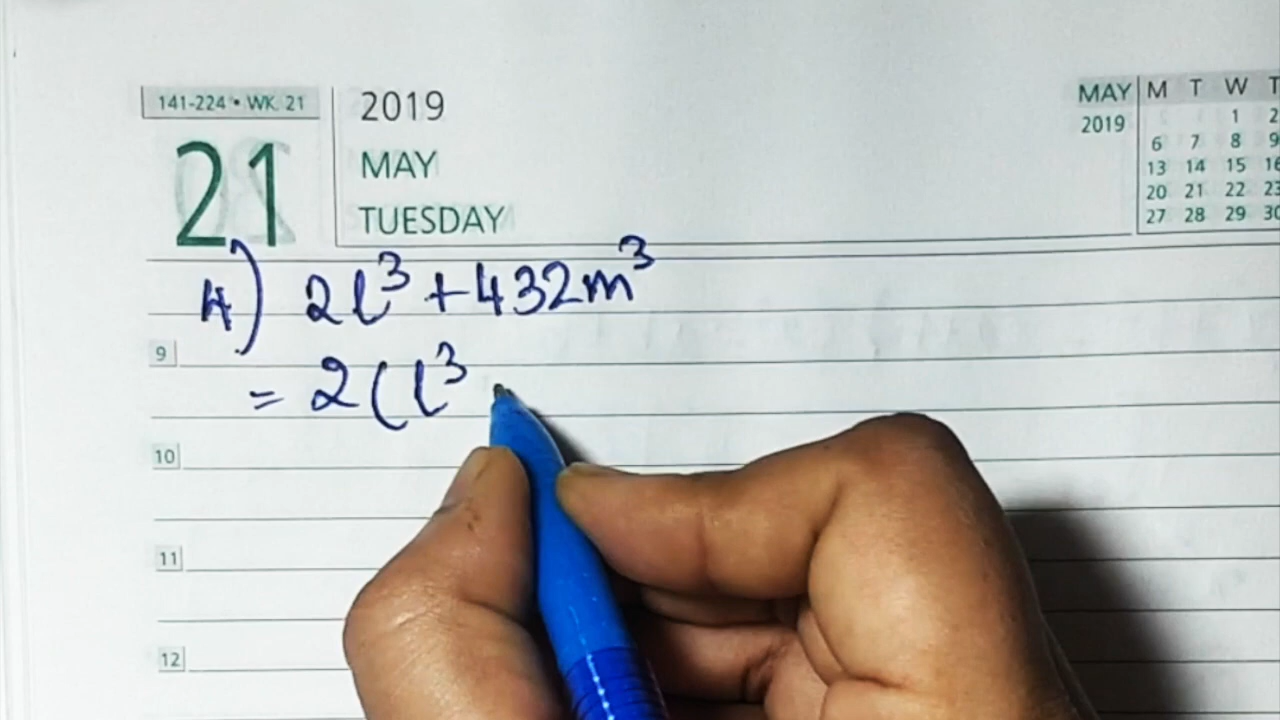 141-224 • WK 21
21
2019
MAY
TUESDAY
MAY M T W T
2019 1 2
6 7 8 9
13 14 15 16
20 21 22 23
27 28 29 30
4) 2l³ + 432m³
9
= 2(l³
10
11
12